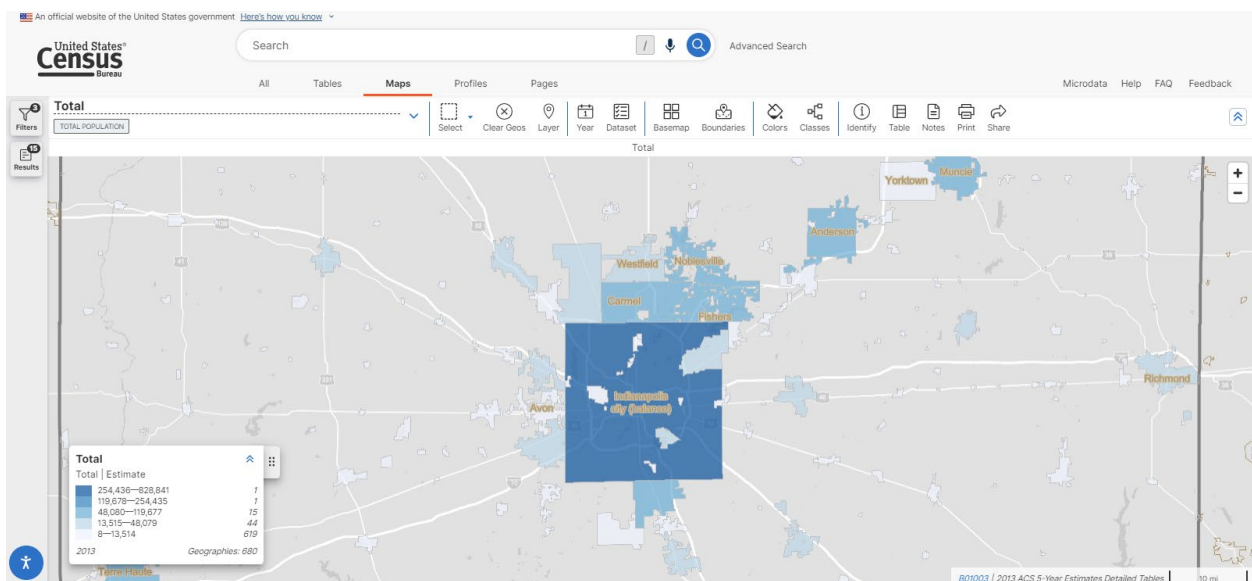 An official website of the United States government Here's how you know
United States®
Census
Bureau
Search
/
Advanced Search
All Tables Maps Profiles Pages
Microdata Help FAQ Feedback
3
Filters
15
Results
Total
TOTAL POPULATION
Select Clear Geos Layer Year Dataset Basemap Boundaries Colors Classes Identify Table Notes Print Share
Total
+
−
Muncie
Yorktown
Anderson
Westfield
Noblesville
Carmel
Fishers
Richmond
Avon
Indianapolis
city (balance)
Total
Total | Estimate
254,436—828,841 1
119,678—254,435 1
48,080—119,677 15
13,515—48,079 44
8—13,514 619
2013 Geographies: 680
Terre Haute
B01003 | 2013 ACS 5-Year Estimates Detailed Tables
10 mi